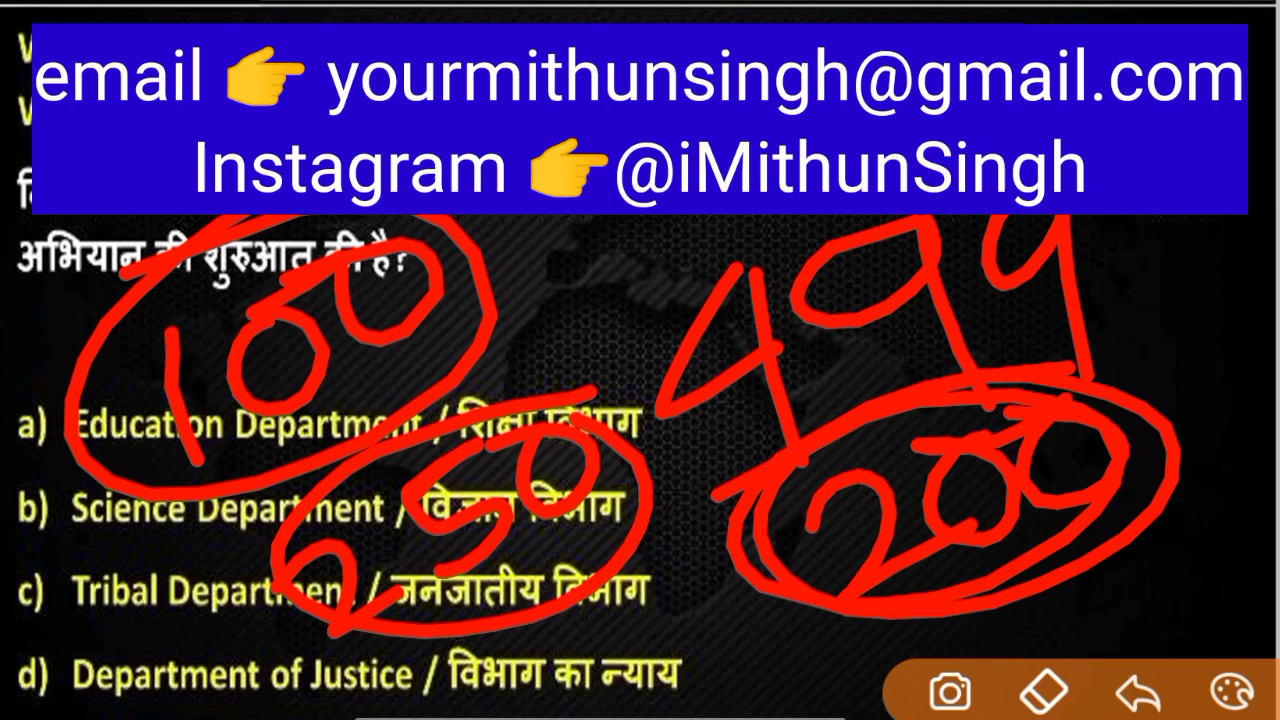 email 👉 yourmithunsingh@gmail.com
Instagram 👉@iMithunSingh
अभियान की शुरुआत की है?
100
499
a) Education Department / शिक्षा विभाग
250
200
b) Science Department / विज्ञान विभाग
c) Tribal Department / जनजातीय विभाग
d) Department of Justice / विभाग का न्याय